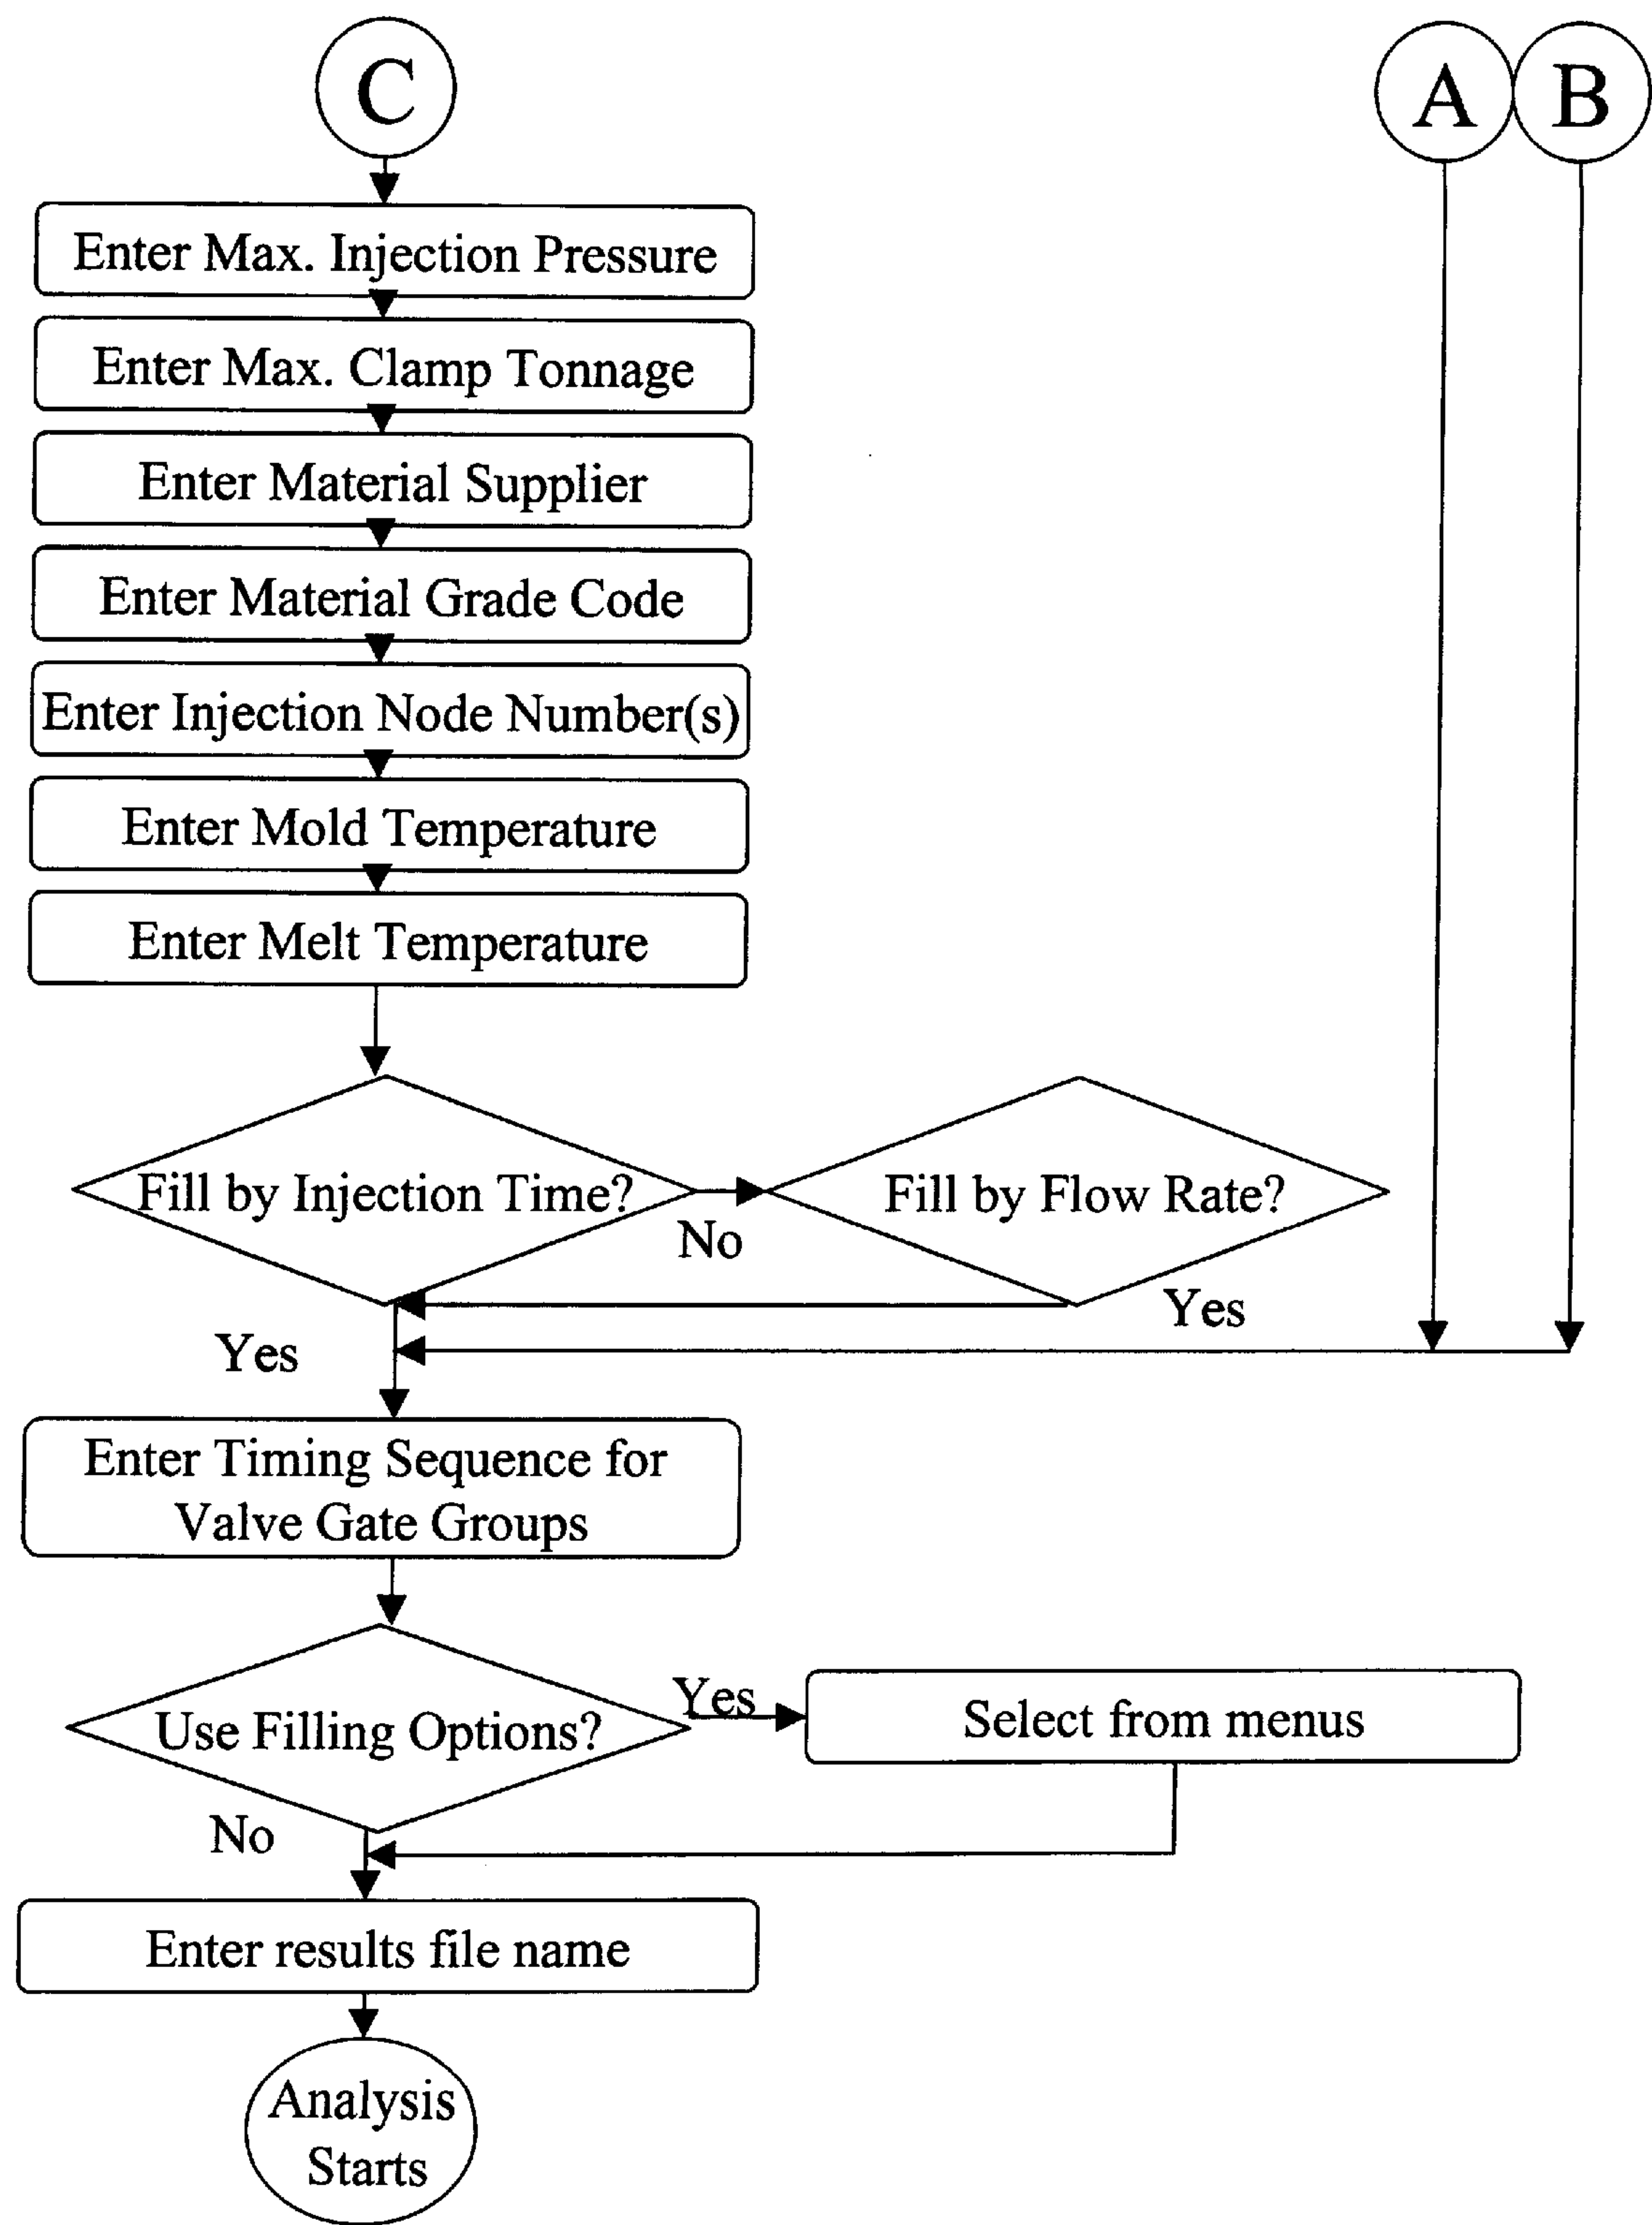 C
A
B
Enter Max. Injection Pressure
Enter Max. Clamp Tonnage
Enter Material Supplier
Enter Material Grade Code
Enter Injection Node Number(s)
Enter Mold Temperature
Enter Melt Temperature
Fill by Injection Time?
No
Fill by Flow Rate?
Yes
Yes
Enter Timing Sequence for
Valve Gate Groups
Use Filling Options?
Yes
Select from menus
No
Enter results file name
Analysis
Starts